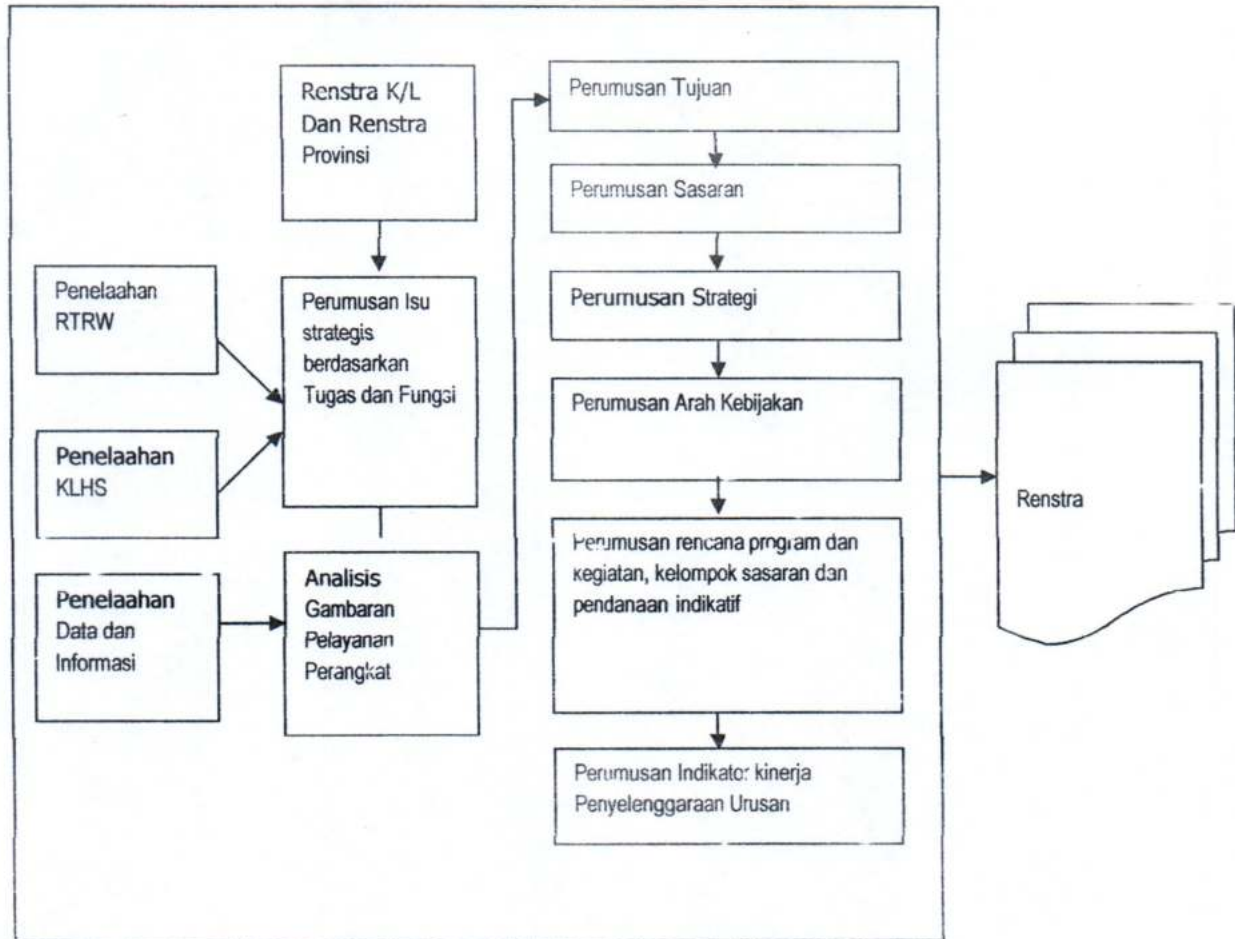 Renstra K/L
Dan Renstra
Provinsi
Penelaahan
RTRW
Perumusan Isu
strategis
berdasarkan
Tugas dan Fungsi
Penelaahan
KLHS
Penelaahan
Data dan
Informasi
Analisis
Gambaran
Pelayanan
Perangkat
Perumusan Tujuan
Perumusan Sasaran
Perumusan Strategi
Perumusan Arah Kebijakan
Perumusan rencana program dan
kegiatan, kelompok sasaran dan
pendanaan indikatif
Perumusan Indikator kinerja
Penyelenggaraan Urusan
Renstra